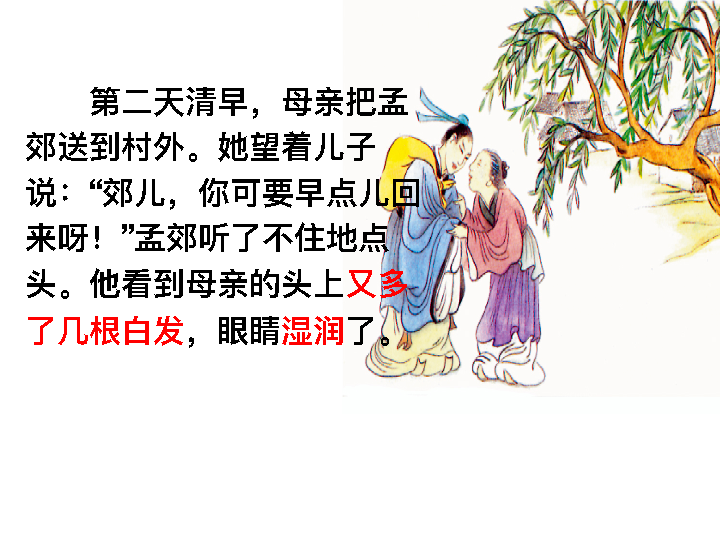 第二天清早，母亲把孟
郊送到村外。她望着儿子
说：“郊儿，你可要早点儿回
来呀！”孟郊听了不住地点
头。他看到母亲的头上又多
了几根白发，眼睛湿润了。